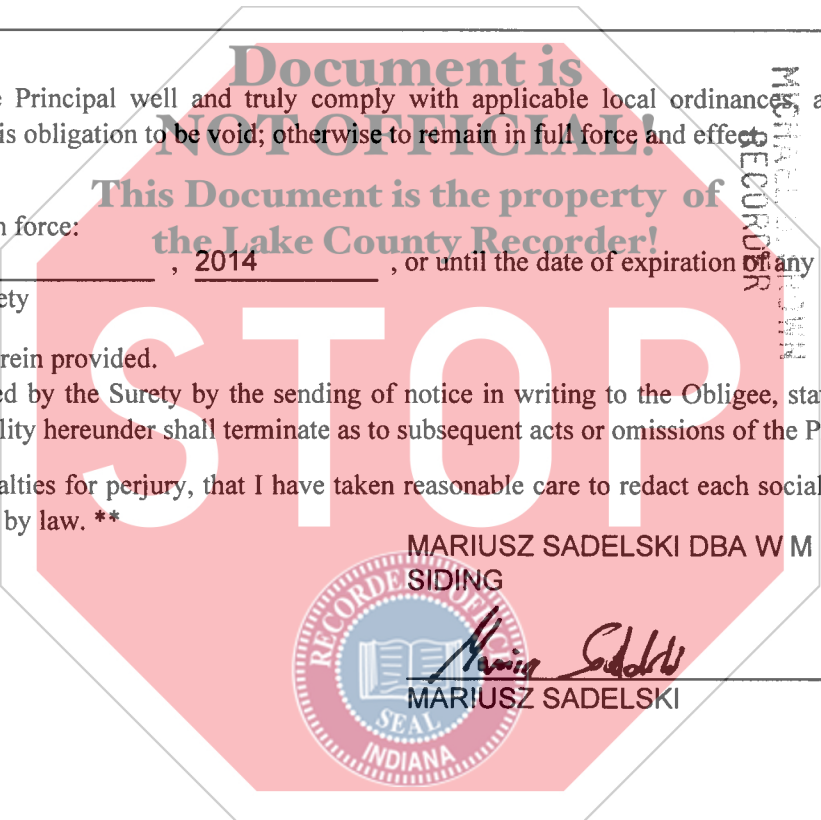 Document is
e Principal well and truly comply with applicable local ordinances, a
is obligation to be void; otherwise to remain in full force and effect
NOT OFFICIAL!
This Document is the property of
n force:
the Lake County Recorder!
, 2014 , or until the date of expiration of any
ety
STOP
rein provided.
ed by the Surety by the sending of notice in writing to the Obligee, sta
lity hereunder shall terminate as to subsequent acts or omissions of the P
alties for perjury, that I have taken reasonable care to redact each social
by law. **
MARIUSZ SADELSKI DBA W M
SIDING
MARIUSZ SADELSKI
RECORDER
RECORDER'S OFFICE
SEAL
INDIANA